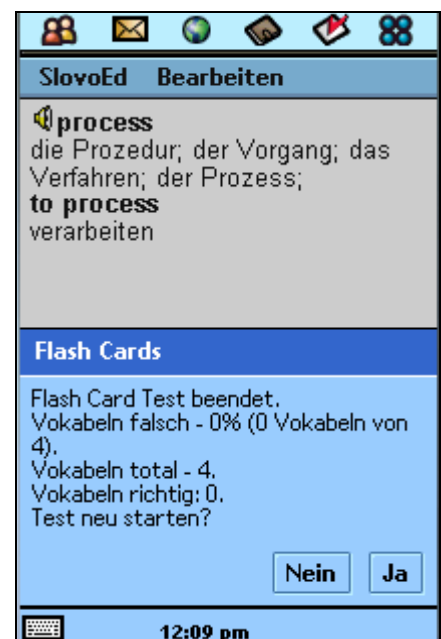 SlovoEd Bearbeiten
process
die Prozedur; der Vorgang; das
Verfahren; der Prozess;
to process
verarbeiten
Flash Cards
Flash Card Test beendet.
Vokabeln falsch - 0% (0 Vokabeln von
4).
Vokabeln total - 4.
Vokabeln richtig: 0.
Test neu starten?
Nein Ja
12:09 pm